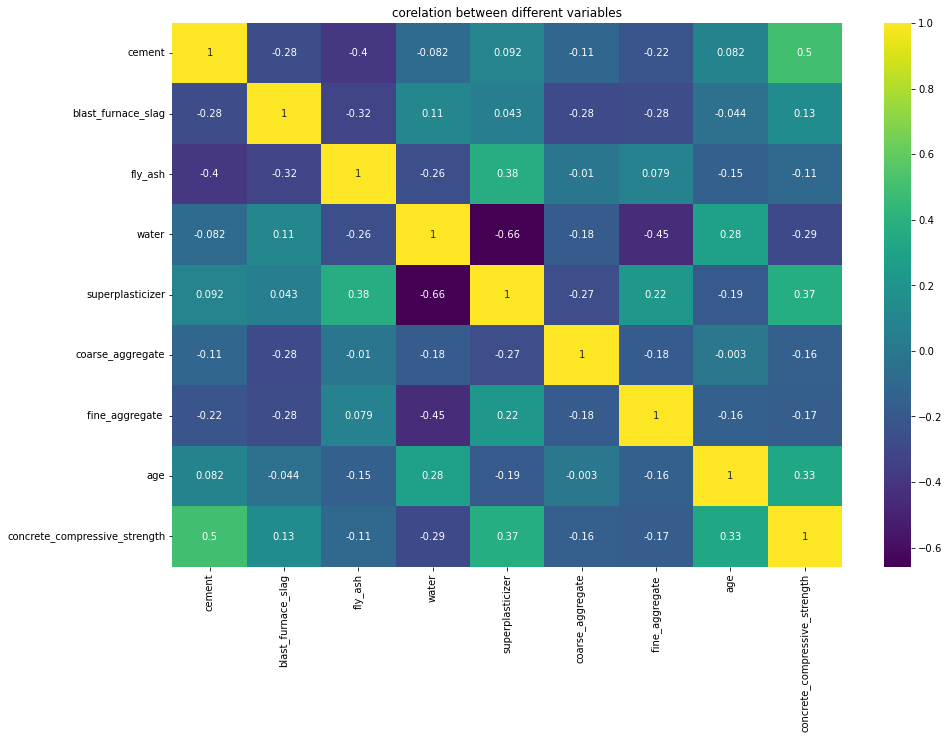 corelation between different variables
cement 1 -0.28 -0.4 -0.082 0.092 -0.11 -0.22 0.082 0.5
blast_furnace_slag -0.28 1 -0.32 0.11 0.043 -0.28 -0.28 -0.044 0.13
fly_ash -0.4 -0.32 1 -0.26 0.38 -0.01 0.079 -0.15 -0.11
water -0.082 0.11 -0.26 1 -0.66 -0.18 -0.45 0.28 -0.29
superplasticizer 0.092 0.043 0.38 -0.66 1 -0.27 0.22 -0.19 0.37
coarse_aggregate -0.11 -0.28 -0.01 -0.18 -0.27 1 -0.18 -0.003 -0.16
fine_aggregate -0.22 -0.28 0.079 -0.45 0.22 -0.18 1 -0.16 -0.17
age 0.082 -0.044 -0.15 0.28 -0.19 -0.003 -0.16 1 0.33
concrete_compressive_strength 0.5 0.13 -0.11 -0.29 0.37 -0.16 -0.17 0.33 1
cement
blast_furnace_slag
fly_ash
water
superplasticizer
coarse_aggregate
fine_aggregate
age
concrete_compressive_strength
1.0
0.8
0.6
0.4
0.2
0.0
-0.2
-0.4
-0.6